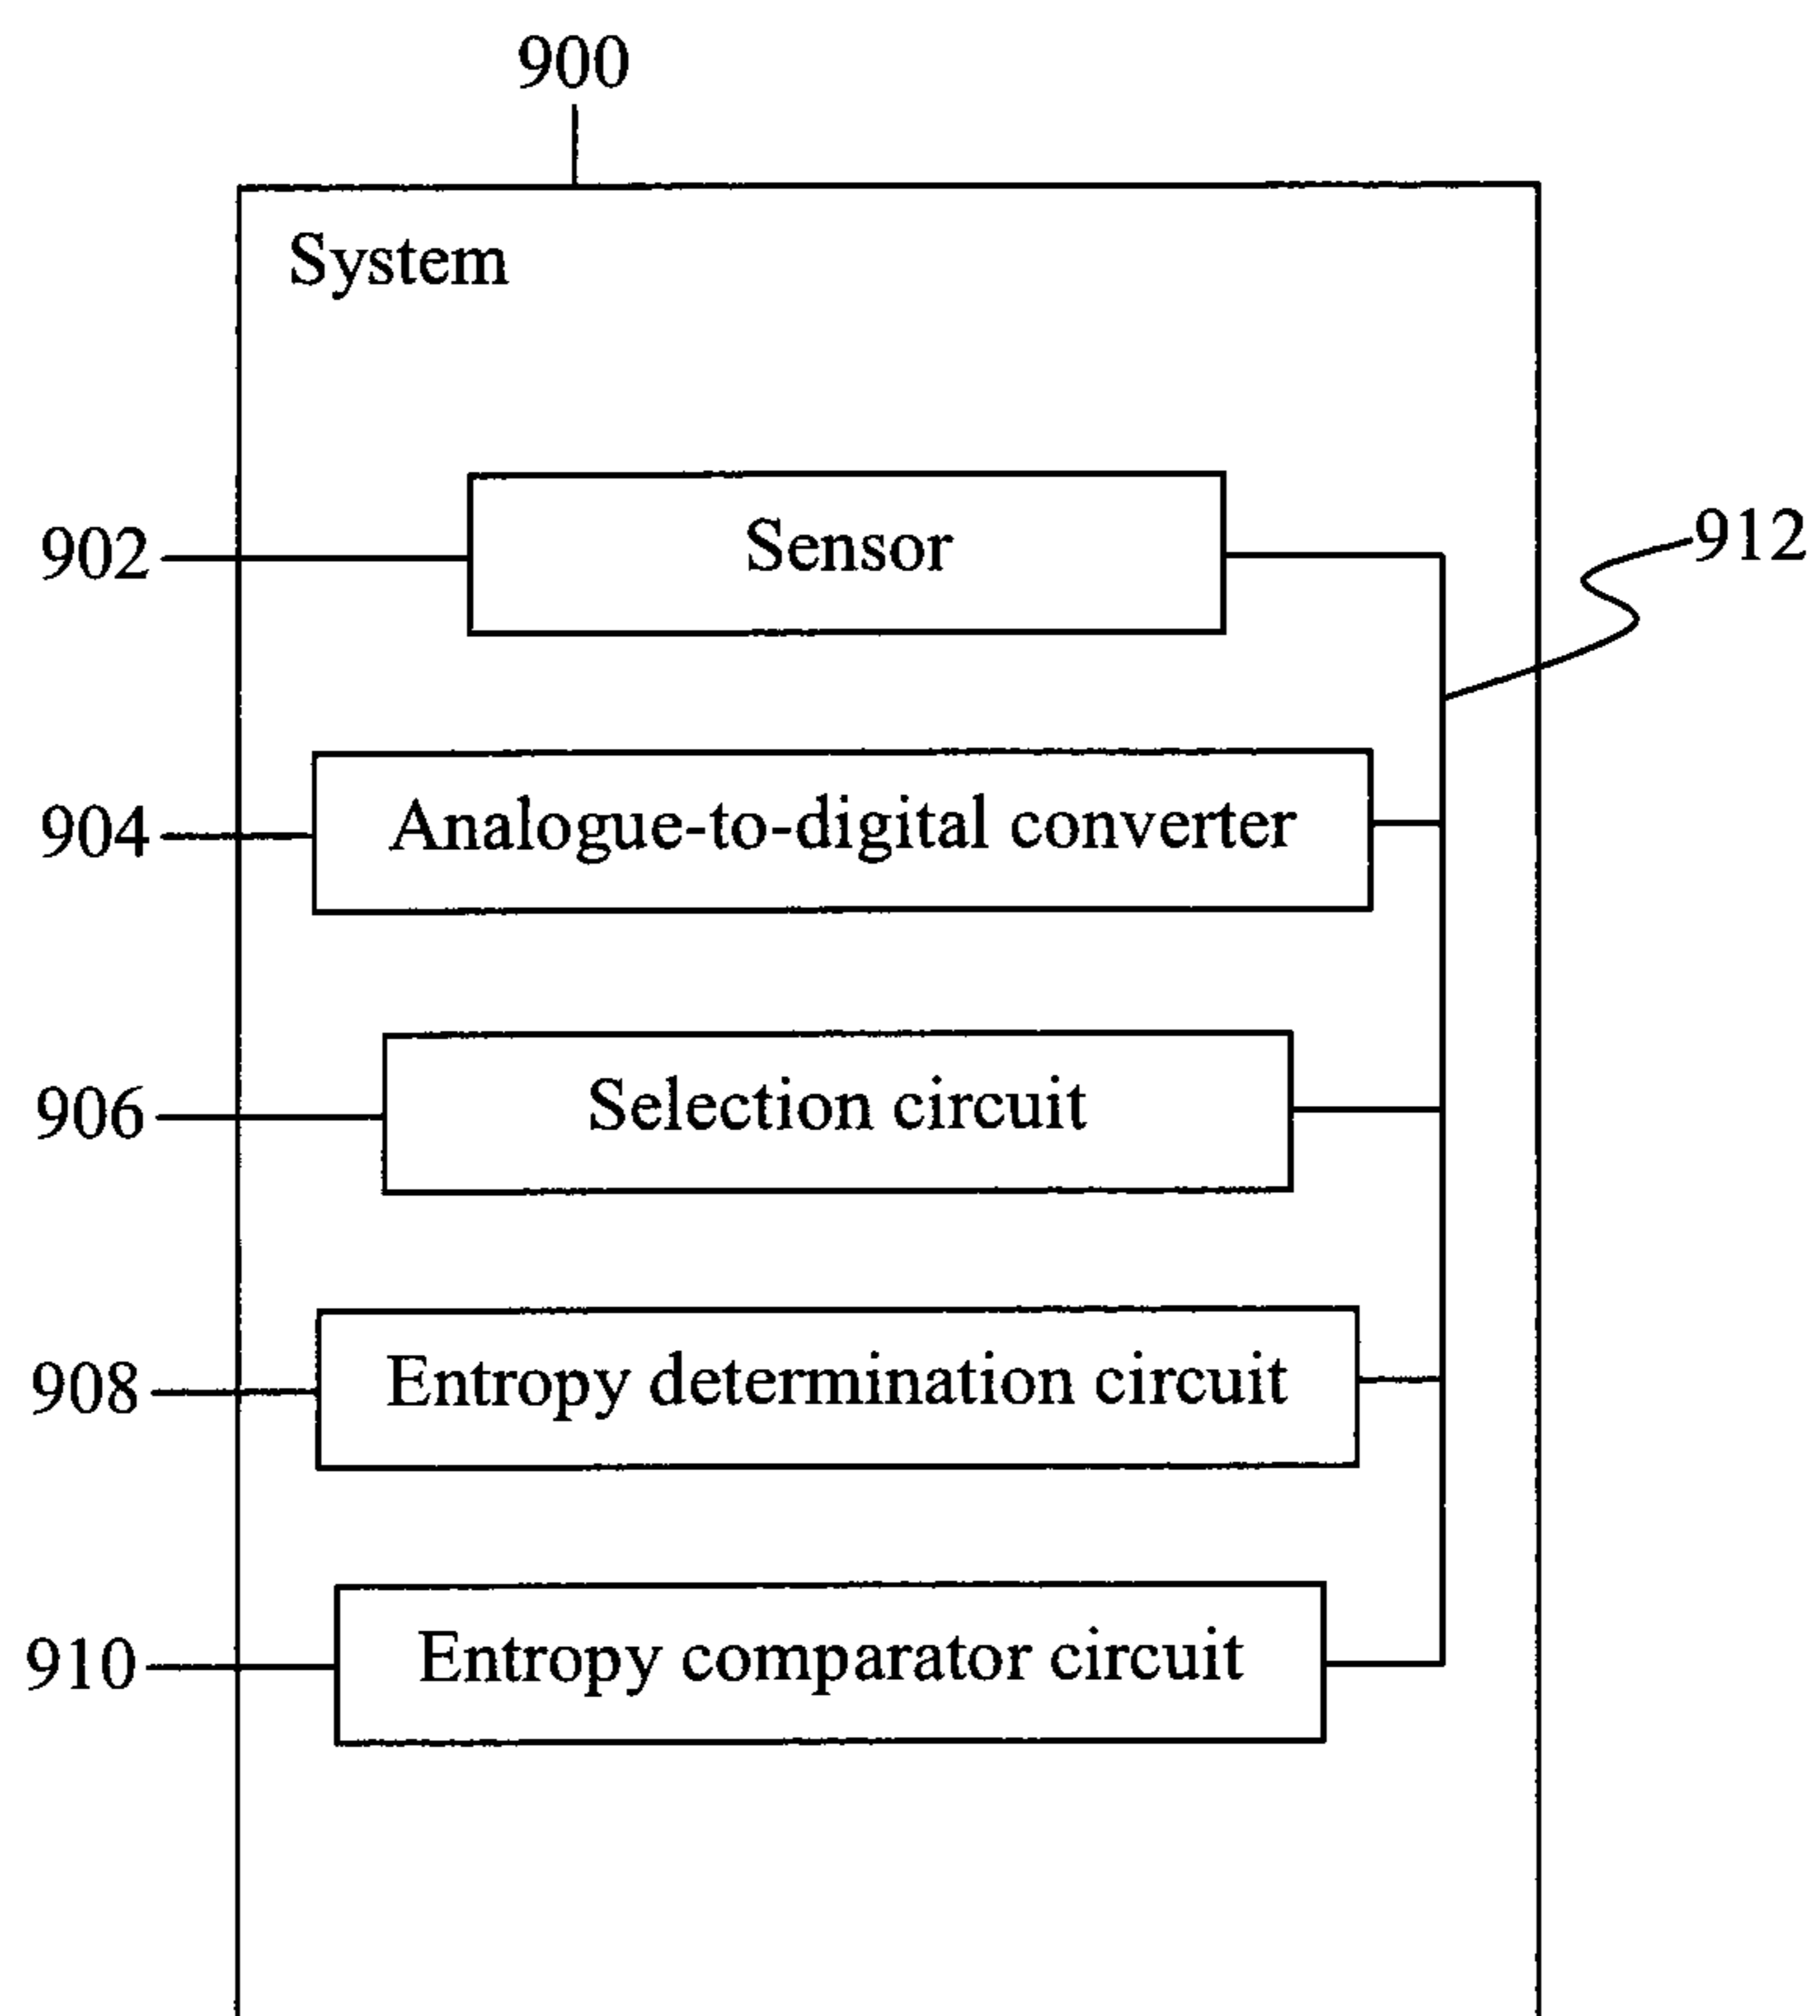 900
System
902
Sensor
912
904
Analogue-to-digital converter
906
Selection circuit
908
Entropy determination circuit
910
Entropy comparator circuit